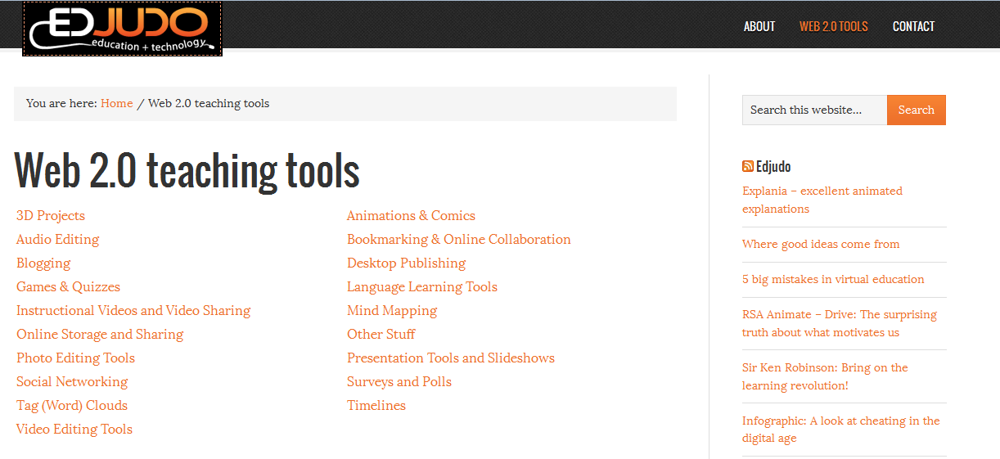 EDJUDO
education + technology
ABOUT WEB 2.0 TOOLS CONTACT
You are here: Home / Web 2.0 teaching tools
Web 2.0 teaching tools
3D Projects
Audio Editing
Blogging
Games & Quizzes
Instructional Videos and Video Sharing
Online Storage and Sharing
Photo Editing Tools
Social Networking
Tag (Word) Clouds
Video Editing Tools
Animations & Comics
Bookmarking & Online Collaboration
Desktop Publishing
Language Learning Tools
Mind Mapping
Other Stuff
Presentation Tools and Slideshows
Surveys and Polls
Timelines
Search this website... Search
Edjudo
Explania – excellent animated
explanations
Where good ideas come from
5 big mistakes in virtual education
RSA Animate – Drive: The surprising
truth about what motivates us
Sir Ken Robinson: Bring on the
learning revolution!
Infographic: A look at cheating in the
digital age